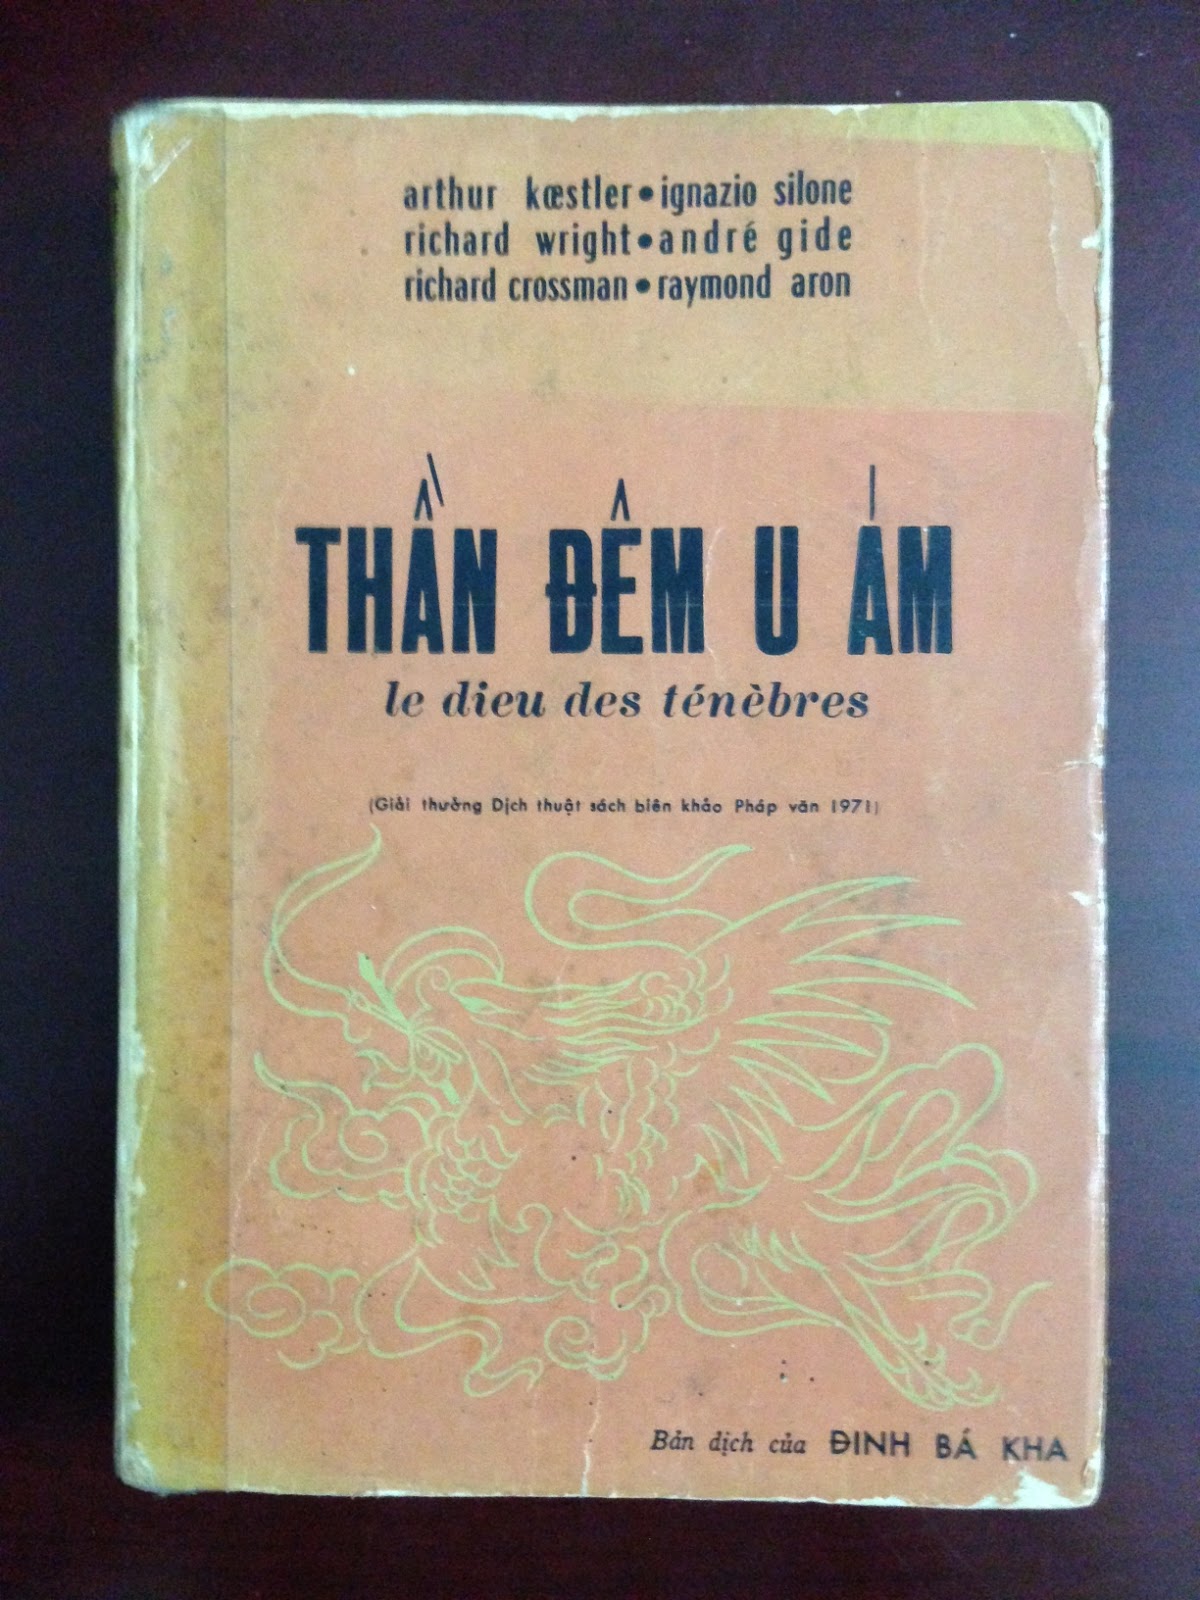 arthur kœstler • ignazio silone
richard wright • andré gide
richard crossman • raymond aron
THẦN ĐÊM U ÁM
le dieu des ténèbres
(Giải thưởng Dịch thuật sách biên khảo Pháp văn 1971)
Bản dịch của ĐINH BÁ KHA